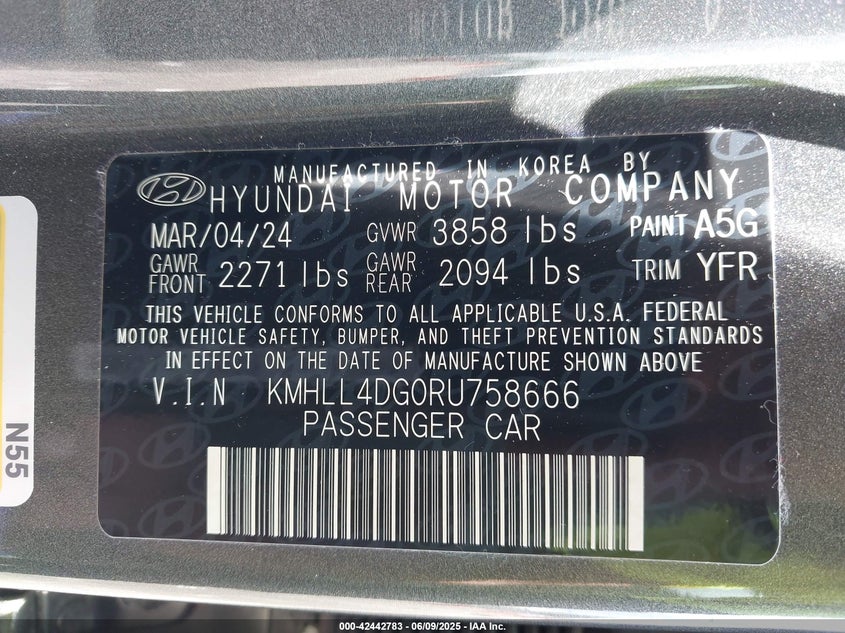 MANUFACTURED IN KOREA BY
HYUNDAI MOTOR COMPANY
MAR/04/24 GVWR 3858 lbs PAINT A5G
GAWR FRONT 2271 lbs GAWR REAR 2094 lbs TRIM YFR
THIS VEHICLE CONFORMS TO ALL APPLICABLE U.S.A. FEDERAL
MOTOR VEHICLE SAFETY, BUMPER, AND THEFT PREVENTION STANDARDS
IN EFFECT ON THE DATE OF MANUFACTURE SHOWN ABOVE
V.I.N KMHLL4DG0RU758666
PASSENGER CAR
N55
000-42442783 - 06/09/2025 - IAA Inc.